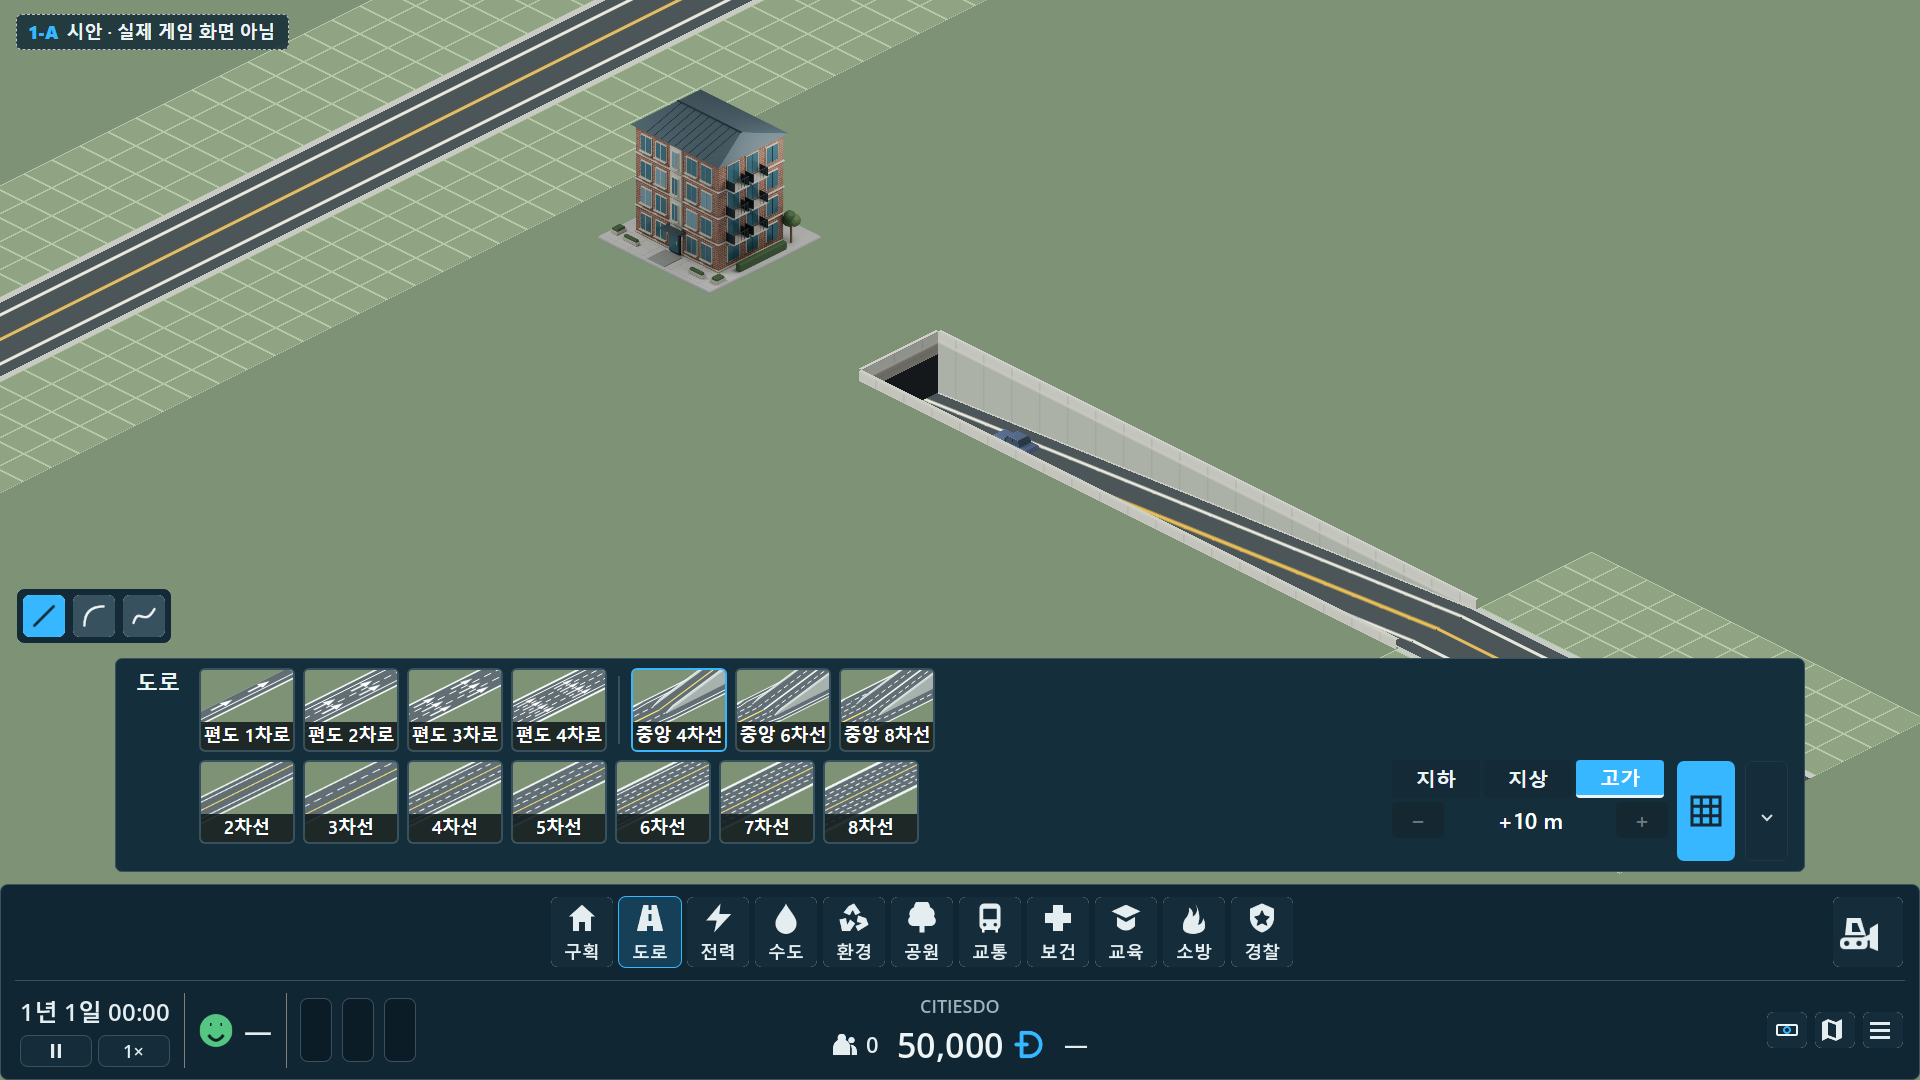 1-A 시안 · 실제 게임 화면 아님
도로
편도 1차로
편도 2차로
편도 3차로
편도 4차로
중앙 4차선
중앙 6차선
중앙 8차선
2차선
3차선
4차선
5차선
6차선
7차선
8차선
지하
지상
고가
− +10 m +
구획
도로
전력
수도
환경
공원
교통
보건
교육
소방
경찰
1년 1일 00:00
1×
—
CITIESDO
0 50,000 Đ —